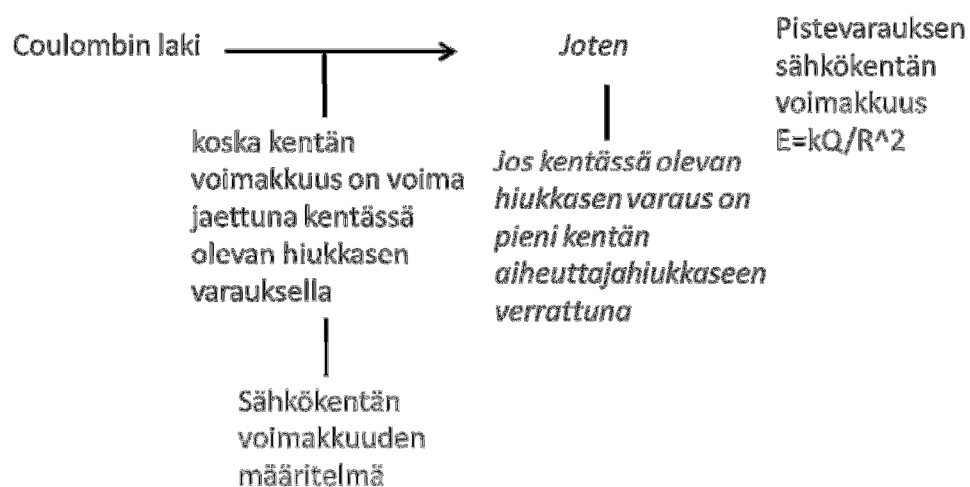 Coulombin laki
Joten
Pistevarauksen
sähkökentän
voimakkuus
E=kQ/R^2
koska kentän
voimakkuus on voima
jaettuna kentässä
olevan hiukkasen
varauksella
Jos kentässä olevan
hiukkasen varaus on
pieni kentän
aiheuttajahiukkaseen
verrattuna
Sähkökentän
voimakkuuden
määritelmä